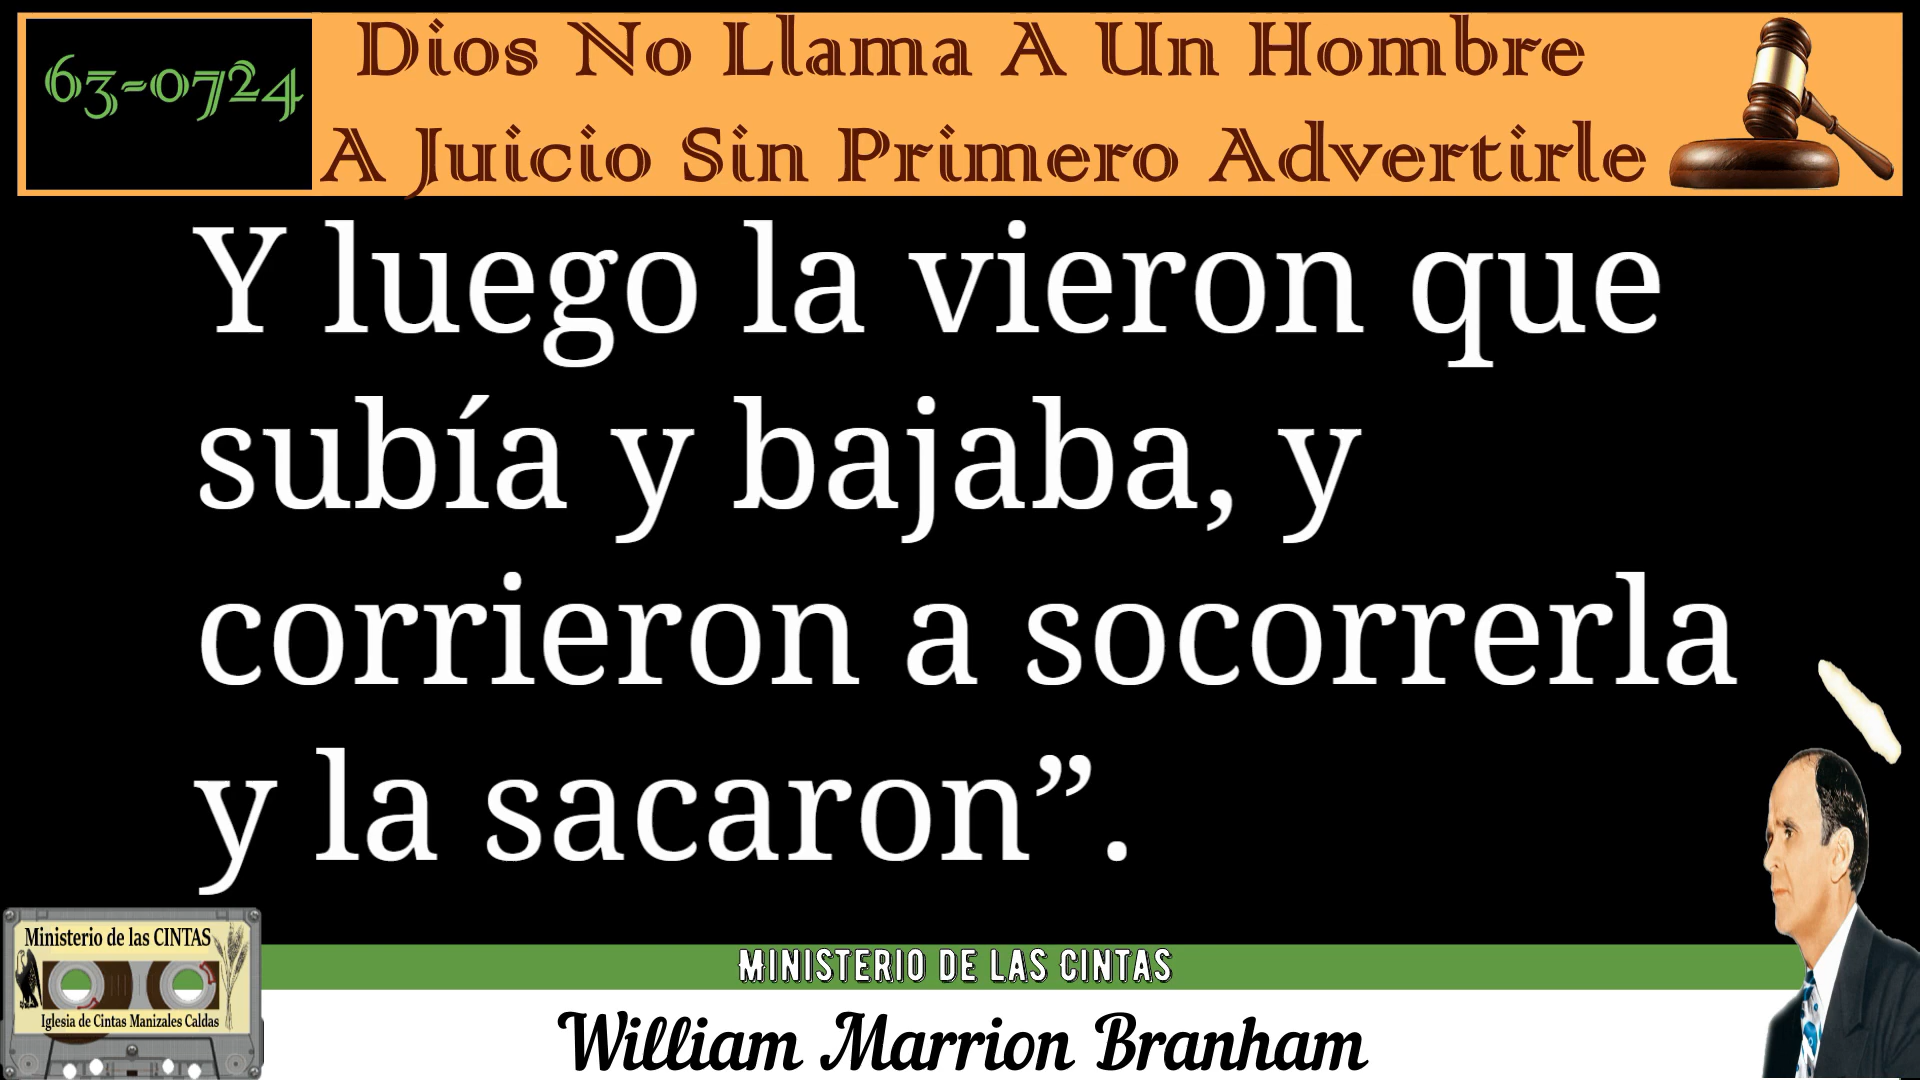 63-0724
Dios No Llama A Un Hombre
A Juicio Sin Primero Advertirle
Y luego la vieron que
subía y bajaba, y
corrieron a socorrerla
y la sacaron”.
Ministerio de las CINTAS
Iglesia de Cintas Manizales Caldas
MINISTERIO DE LAS CINTAS
William Marrion Branham